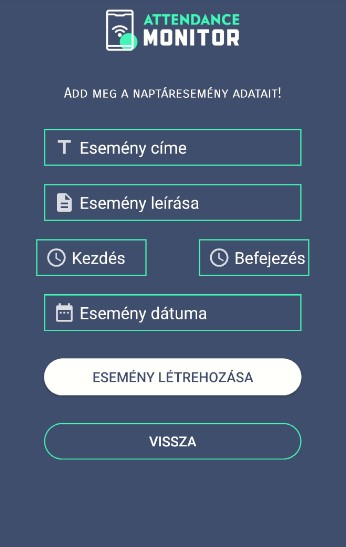 ATTENDANCE
MONITOR
Add meg a naptáresemény adatait!
Esemény címe
Esemény leírása
Kezdés
Befejezés
Esemény dátuma
ESEMÉNY LÉTREHOZÁSA
VISSZA